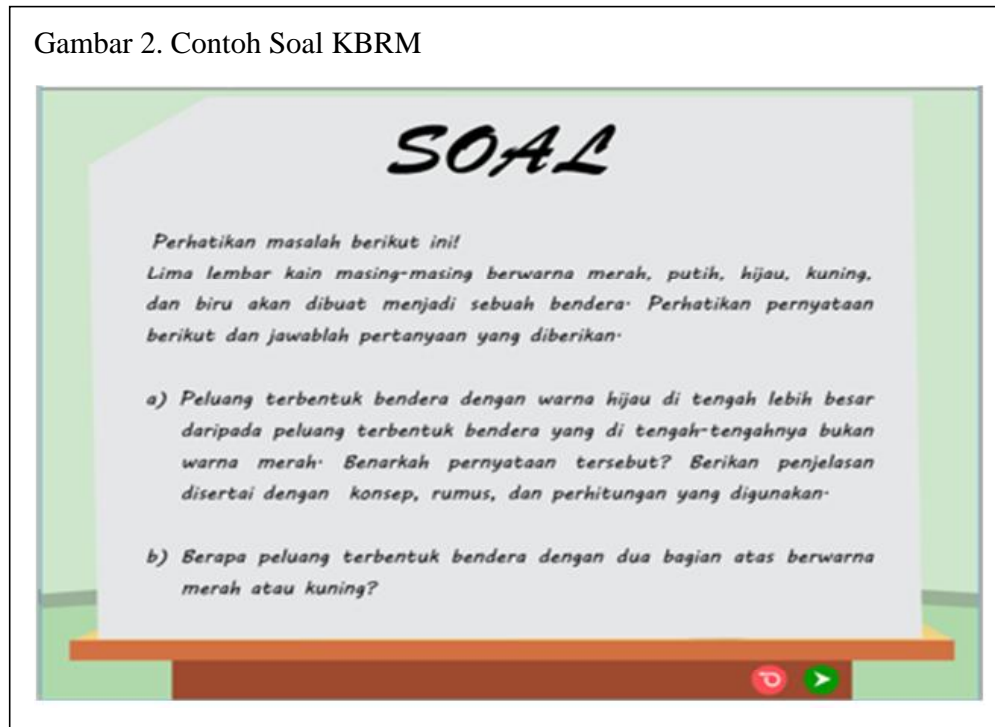 Gambar 2. Contoh Soal KBRM
SOAL
Perhatikan masalah berikut ini!
Lima lembar kain masing-masing berwarna merah, putih, hijau, kuning,
dan biru akan dibuat menjadi sebuah bendera. Perhatikan pernyataan
berikut dan jawablah pertanyaan yang diberikan.
a) Peluang terbentuk bendera dengan warna hijau di tengah lebih besar
daripada peluang terbentuk bendera yang di tengah-tengahnya bukan
warna merah. Benarkah pernyataan tersebut? Berikan penjelasan
disertai dengan konsep, rumus, dan perhitungan yang digunakan.
b) Berapa peluang terbentuk bendera dengan dua bagian atas berwarna
merah atau kuning?